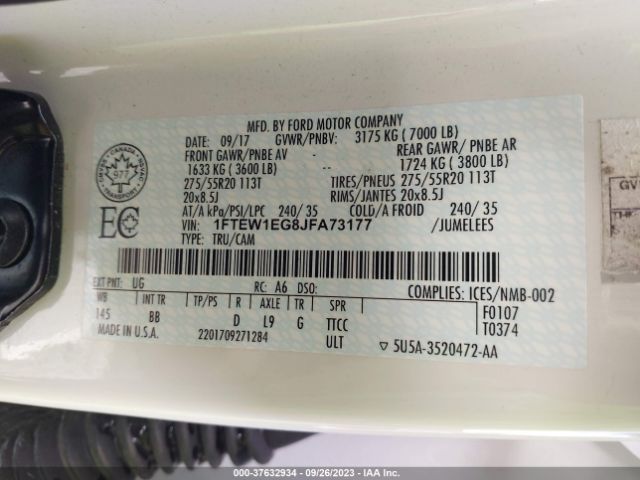 MFD. BY FORD MOTOR COMPANY
DATE: 09/17 GVWR/PNBV: 3175 KG ( 7000 LB)
FRONT GAWR/PNBE AV - REAR GAWR/ PNBE AR
1633 KG ( 3600 LB) -- 1724 KG ( 3800 LB)
275/55R20 113T TIRES/PNEUS 275/55R20 113T
20x8.5J RIMS/JANTES 20x8.5J
AT/A kPa/PSI/LPC 240/ 35 COLD/A FROID 240/ 35
VIN: 1FTEW1EG8JFA73177 /JUMELEES
TYPE: TRU/CAM
CANADA
977
TRANSPORT
EC
EXT PNT: UG RC: A6 DSO: COMPLIES: ICES/NMB-002
WB INT TR TP/PS R AXLE TR SPR F0107
145 BB D L9 G TTCC T0374
MADE IN U.S.A. 2201709271284 ULT ▽ 5U5A-3520472-AA
GV
000-37632934 - 09/26/2023 - IAA Inc.